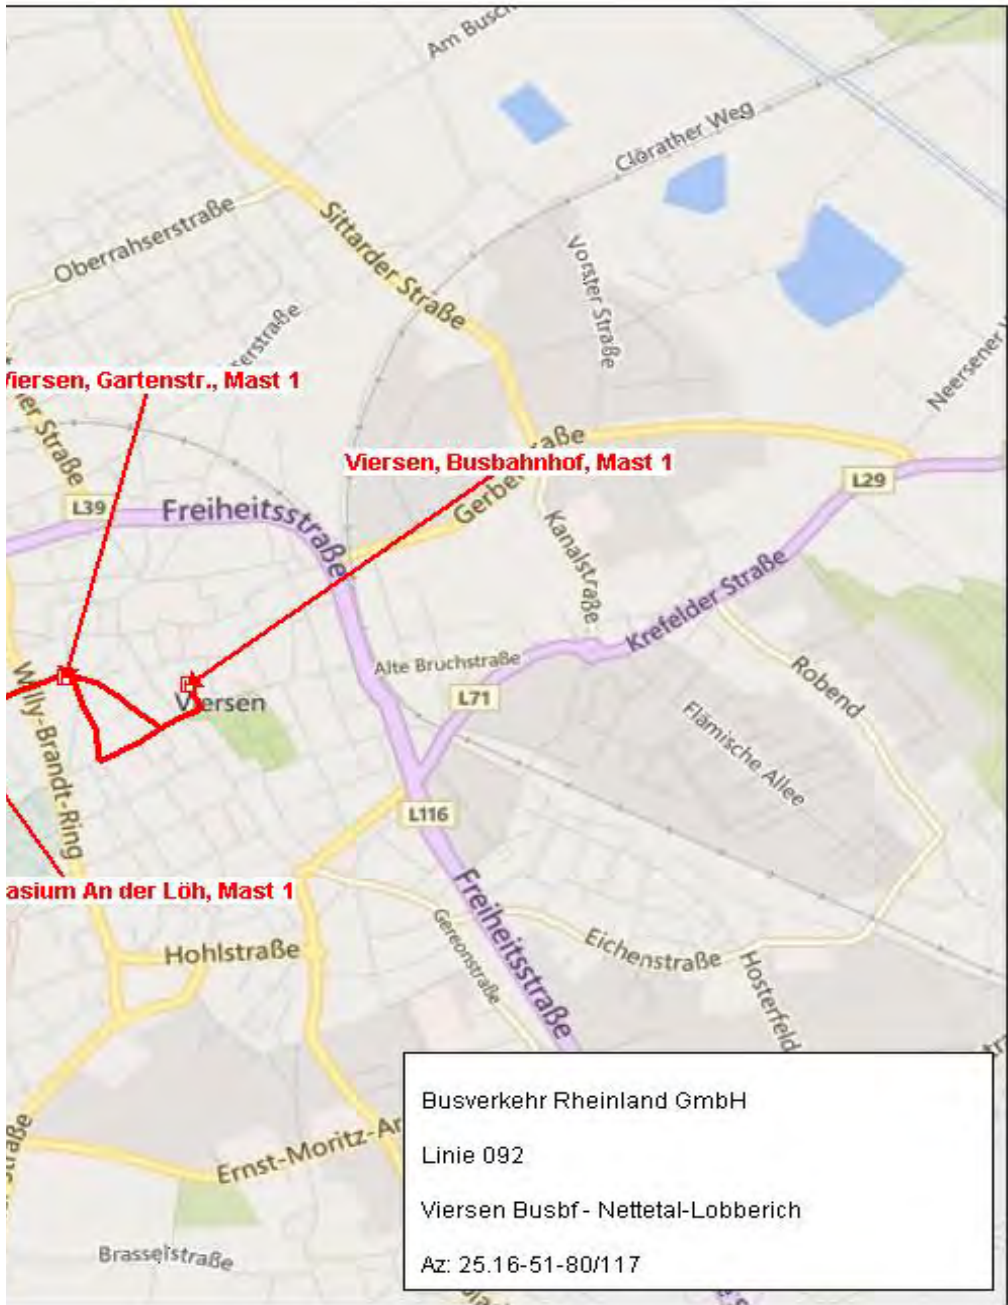 Am Busch
Clörather Weg
Oberrahserstraße
Sittarder Straße
Vorster Straße
Neersener
Viersen, Gartenstr., Mast 1
Viersen, Busbahnhof, Mast 1
L39
Freiheitsstraße
L29
Kanalstraße
Krefelder Straße
Alte Bruchstraße
L71
Robend
Viersen
Willy-Brandt-Ring
Flämische Allee
L116
asium An der Löh, Mast 1
Hohlstraße
Gereonstraße
Freiheitsstraße
Eichenstraße
Hosterfeld
Ernst-Moritz-Ar
Brasselstraße
Busverkehr Rheinland GmbH
Linie 092
Viersen Busbf - Nettetal-Lobberich
Az: 25.16-51-80/117